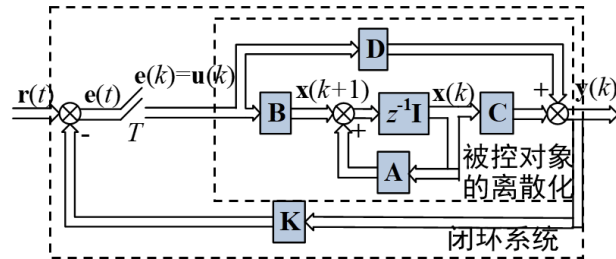 D
e(k)=u(k)
r(t)
e(t)
x(k+1)
x(k)
+
y(k)
B
z⁻¹I
C
-
T
+
A
被控对象
的离散化
K
闭环系统